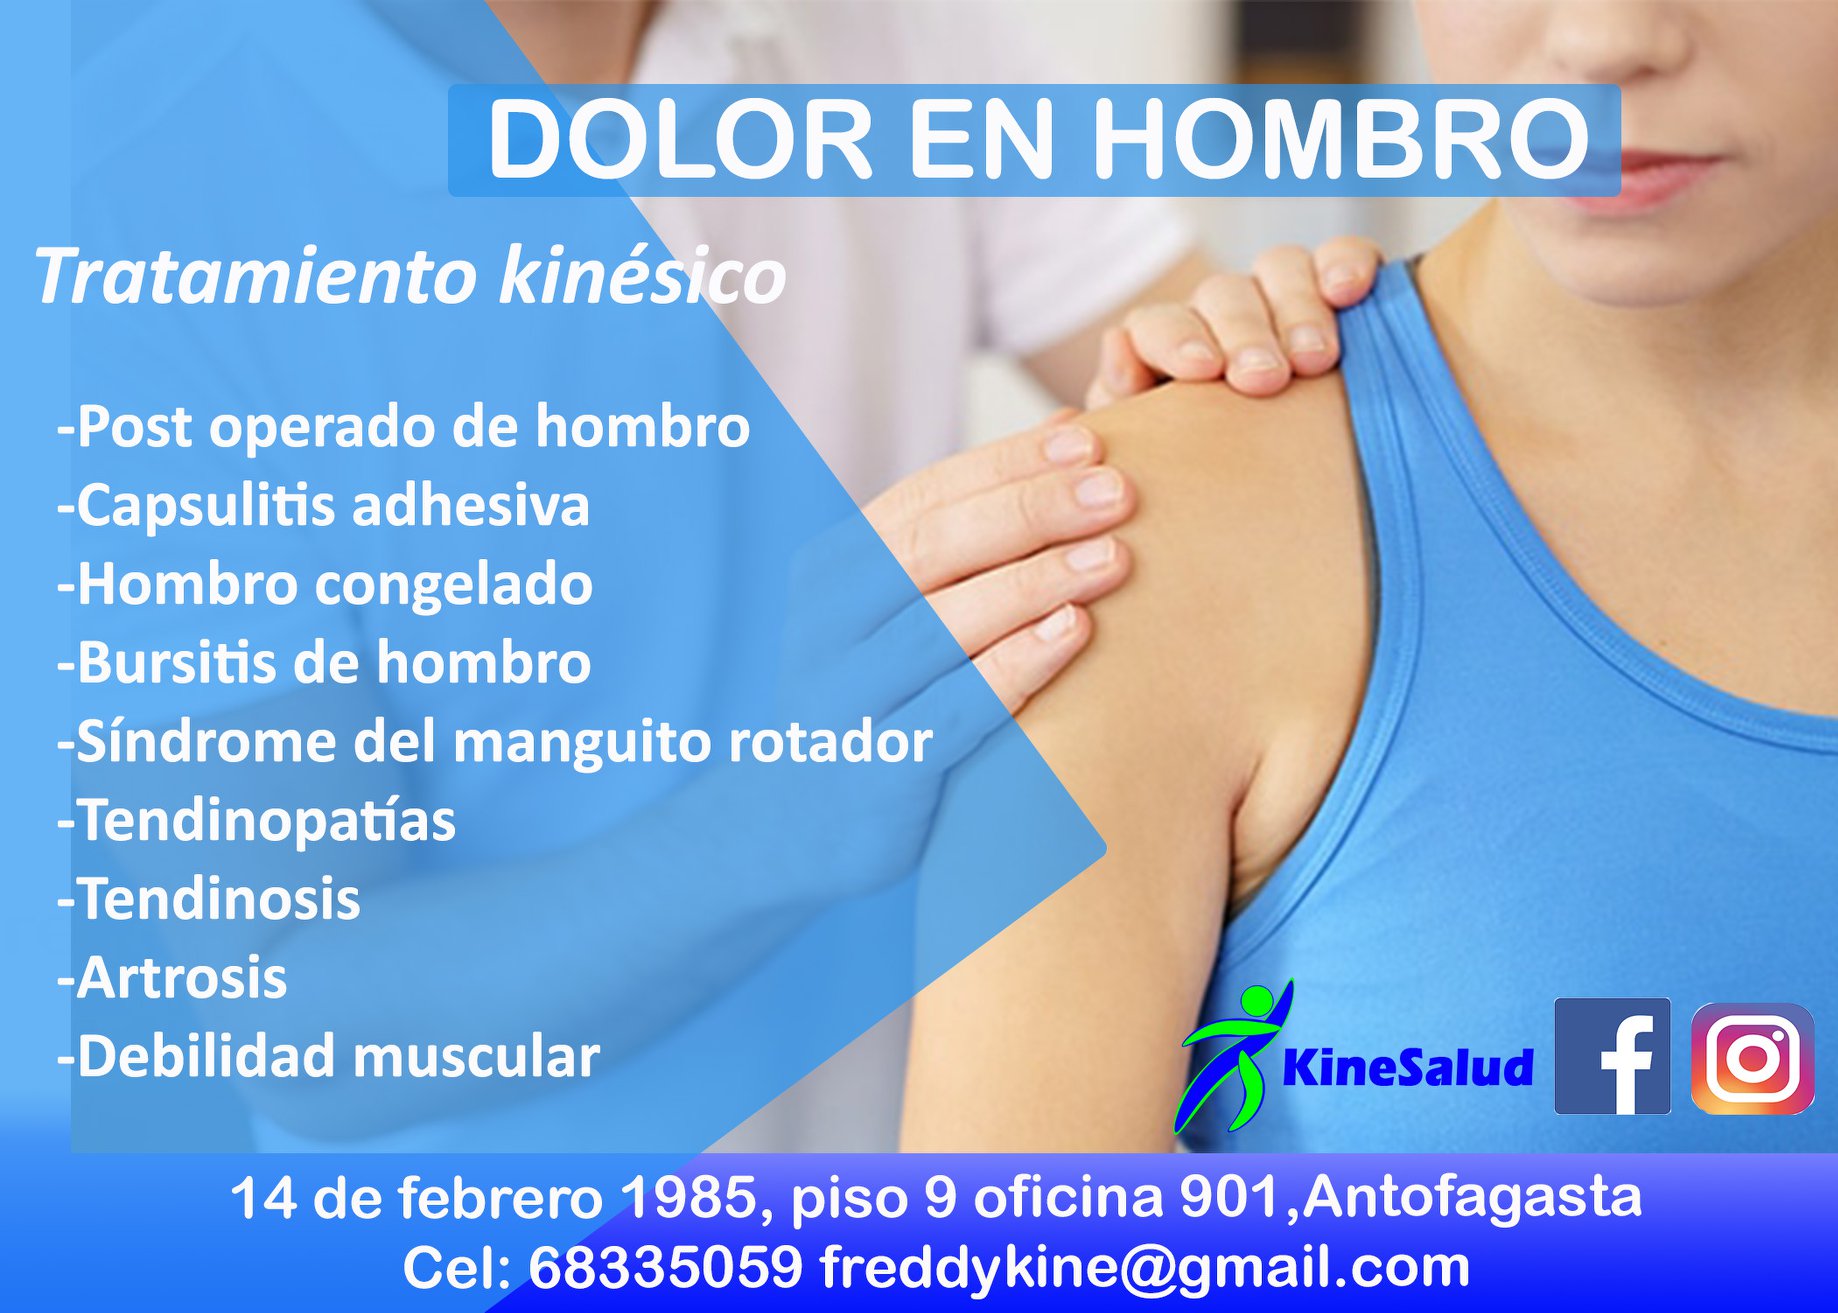 DOLOR EN HOMBRO
Tratamiento kinésico
-Post operado de hombro
-Capsulitis adhesiva
-Hombro congelado
-Bursitis de hombro
-Síndrome del manguito rotador
-Tendinopatías
-Tendinosis
-Artrosis
-Debilidad muscular
KineSalud
14 de febrero 1985, piso 9 oficina 901,Antofagasta
Cel: 68335059 freddykine@gmail.com